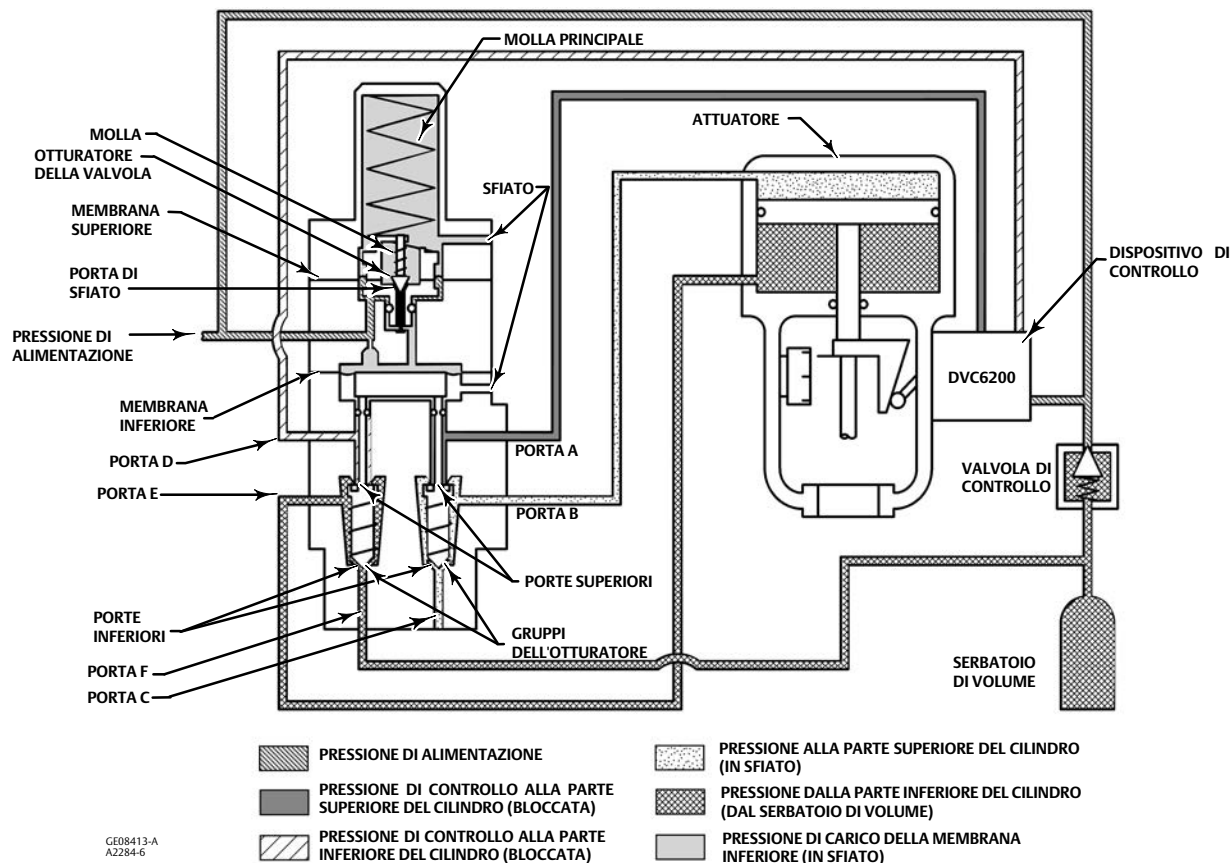 MOLLA PRINCIPALE
MOLLA
OTTURATORE
DELLA VALVOLA
MEMBRANA
SUPERIORE
PORTA DI
SFIATO
PRESSIONE DI
ALIMENTAZIONE
MEMBRANA
INFERIORE
PORTA D
PORTA E
PORTE
INFERIORI
PORTA F
PORTA C
SFIATO
PORTA A
PORTA B
PORTE SUPERIORI
GRUPPI
DELL'OTTURATORE
ATTUATORE
DISPOSITIVO DI
CONTROLLO
DVC6200
VALVOLA DI
CONTROLLO
SERBATOIO
DI VOLUME
PRESSIONE DI ALIMENTAZIONE
PRESSIONE DI CONTROLLO ALLA PARTE
SUPERIORE DEL CILINDRO (BLOCCATA)
PRESSIONE DI CONTROLLO ALLA PARTE
INFERIORE DEL CILINDRO (BLOCCATA)
PRESSIONE ALLA PARTE SUPERIORE DEL CILINDRO
(IN SFIATO)
PRESSIONE DALLA PARTE INFERIORE DEL CILINDRO
(DAL SERBATOIO DI VOLUME)
PRESSIONE DI CARICO DELLA MEMBRANA
INFERIORE (IN SFIATO)
GE08413-A
A2284-6